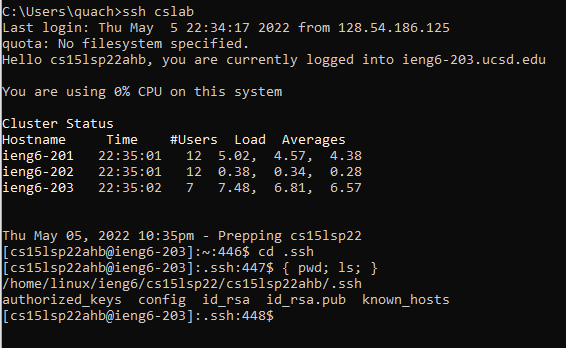 C:\Users\quach>ssh cslab
Last login: Thu May  5 22:34:17 2022 from 128.54.186.125
quota: No filesystem specified.
Hello cs15lsp22ahb, you are currently logged into ieng6-203.ucsd.edu
You are using 0% CPU on this system
Cluster Status
Hostname     Time    #Users  Load  Averages
ieng6-201   22:35:01   12  5.02,  4.57,  4.38
ieng6-202   22:35:01   12  0.38,  0.34,  0.28
ieng6-203   22:35:02   7   7.48,  6.81,  6.57
Thu May 05, 2022 10:35pm - Prepping cs15lsp22
[cs15lsp22ahb@ieng6-203]:~:446$ cd .ssh
[cs15lsp22ahb@ieng6-203]:.ssh:447$ { pwd; ls; }
/home/linux/ieng6/cs15lsp22/cs15lsp22ahb/.ssh
authorized_keys  config  id_rsa  id_rsa.pub  known_hosts
[cs15lsp22ahb@ieng6-203]:.ssh:448$